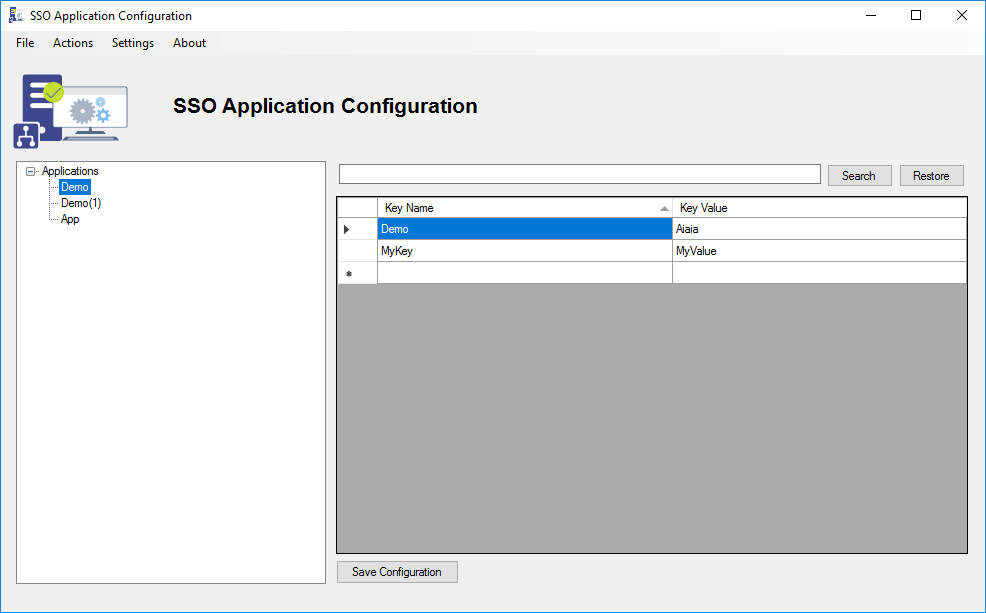 SSO Application Configuration
File Actions Settings About
SSO Application Configuration
Applications
Demo
Demo(1)
App
Search Restore
Key Name Key Value
Demo Aiaia
MyKey MyValue
Save Configuration